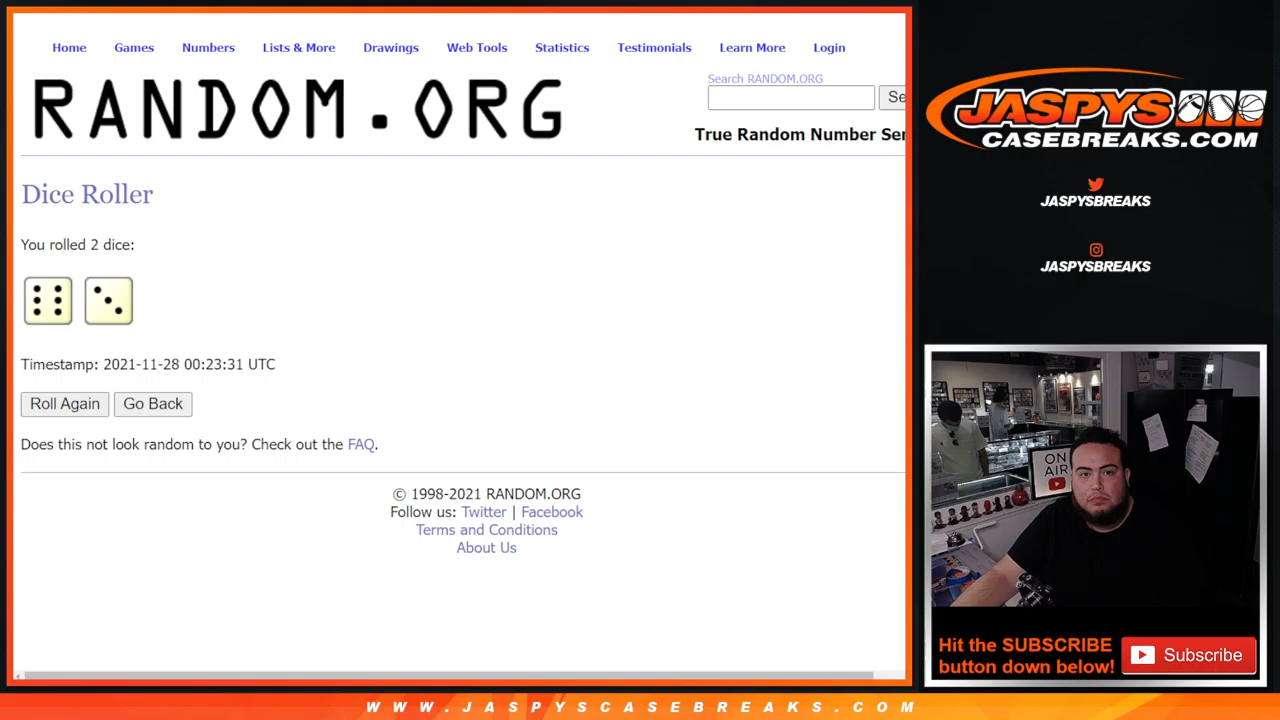 Home Games Numbers Lists & More Drawings Web Tools Statistics Testimonials Learn More Login
RANDOM.ORG
Search RANDOM.ORG
Se
True Random Number Ser
Dice Roller
You rolled 2 dice:
Timestamp: 2021-11-28 00:23:31 UTC
Roll Again Go Back
Does this not look random to you? Check out the FAQ.
© 1998-2021 RANDOM.ORG
Follow us: Twitter | Facebook
Terms and Conditions
About Us
JASPYS
CASEBREAKS.COM
JASPYSBREAKS
JASPYSBREAKS
ON
AIR
Hit the SUBSCRIBE
button down below!
Subscribe
WWW.JASPYSCASEBREAKS.COM